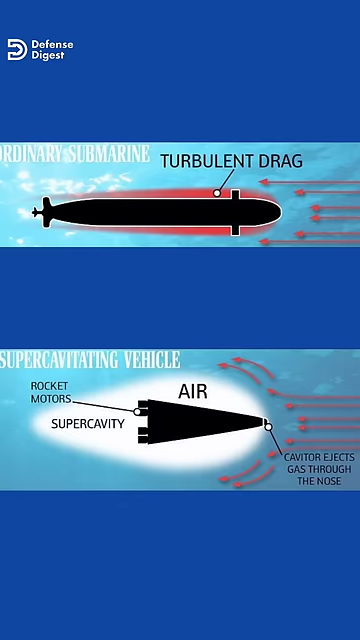 Defense
Digest
ORDINARY SUBMARINE
TURBULENT DRAG
SUPERCAVITATING VEHICLE
ROCKET
MOTORS
AIR
SUPERCAVITY
CAVITOR EJECTS
GAS THROUGH
THE NOSE